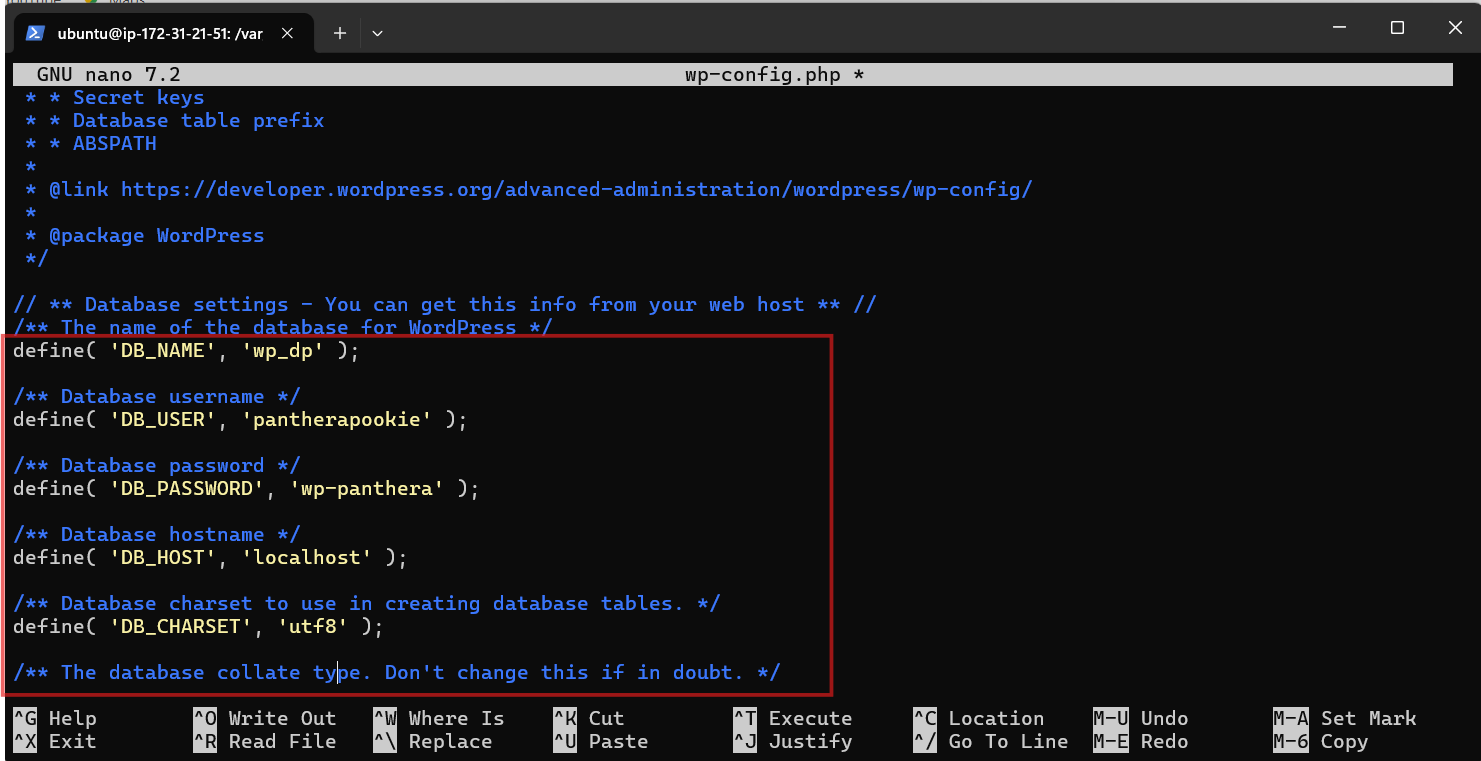 ubuntu@ip-172-31-21-51: /var
GNU nano 7.2 wp-config.php *
* * Secret keys
* * Database table prefix
* * ABSPATH
*
* @link https://developer.wordpress.org/advanced-administration/wordpress/wp-config/
*
* @package WordPress
*/
// ** Database settings - You can get this info from your web host ** //
/** The name of the database for WordPress */
define( 'DB_NAME', 'wp_dp' );
/** Database username */
define( 'DB_USER', 'pantherapookie' );
/** Database password */
define( 'DB_PASSWORD', 'wp-panthera' );
/** Database hostname */
define( 'DB_HOST', 'localhost' );
/** Database charset to use in creating database tables. */
define( 'DB_CHARSET', 'utf8' );
/** The database collate type. Don't change this if in doubt. */
^G Help ^O Write Out ^W Where Is ^K Cut ^T Execute ^C Location M-U Undo M-A Set Mark
^X Exit ^R Read File ^\ Replace ^U Paste ^J Justify ^/ Go To Line M-E Redo M-6 Copy